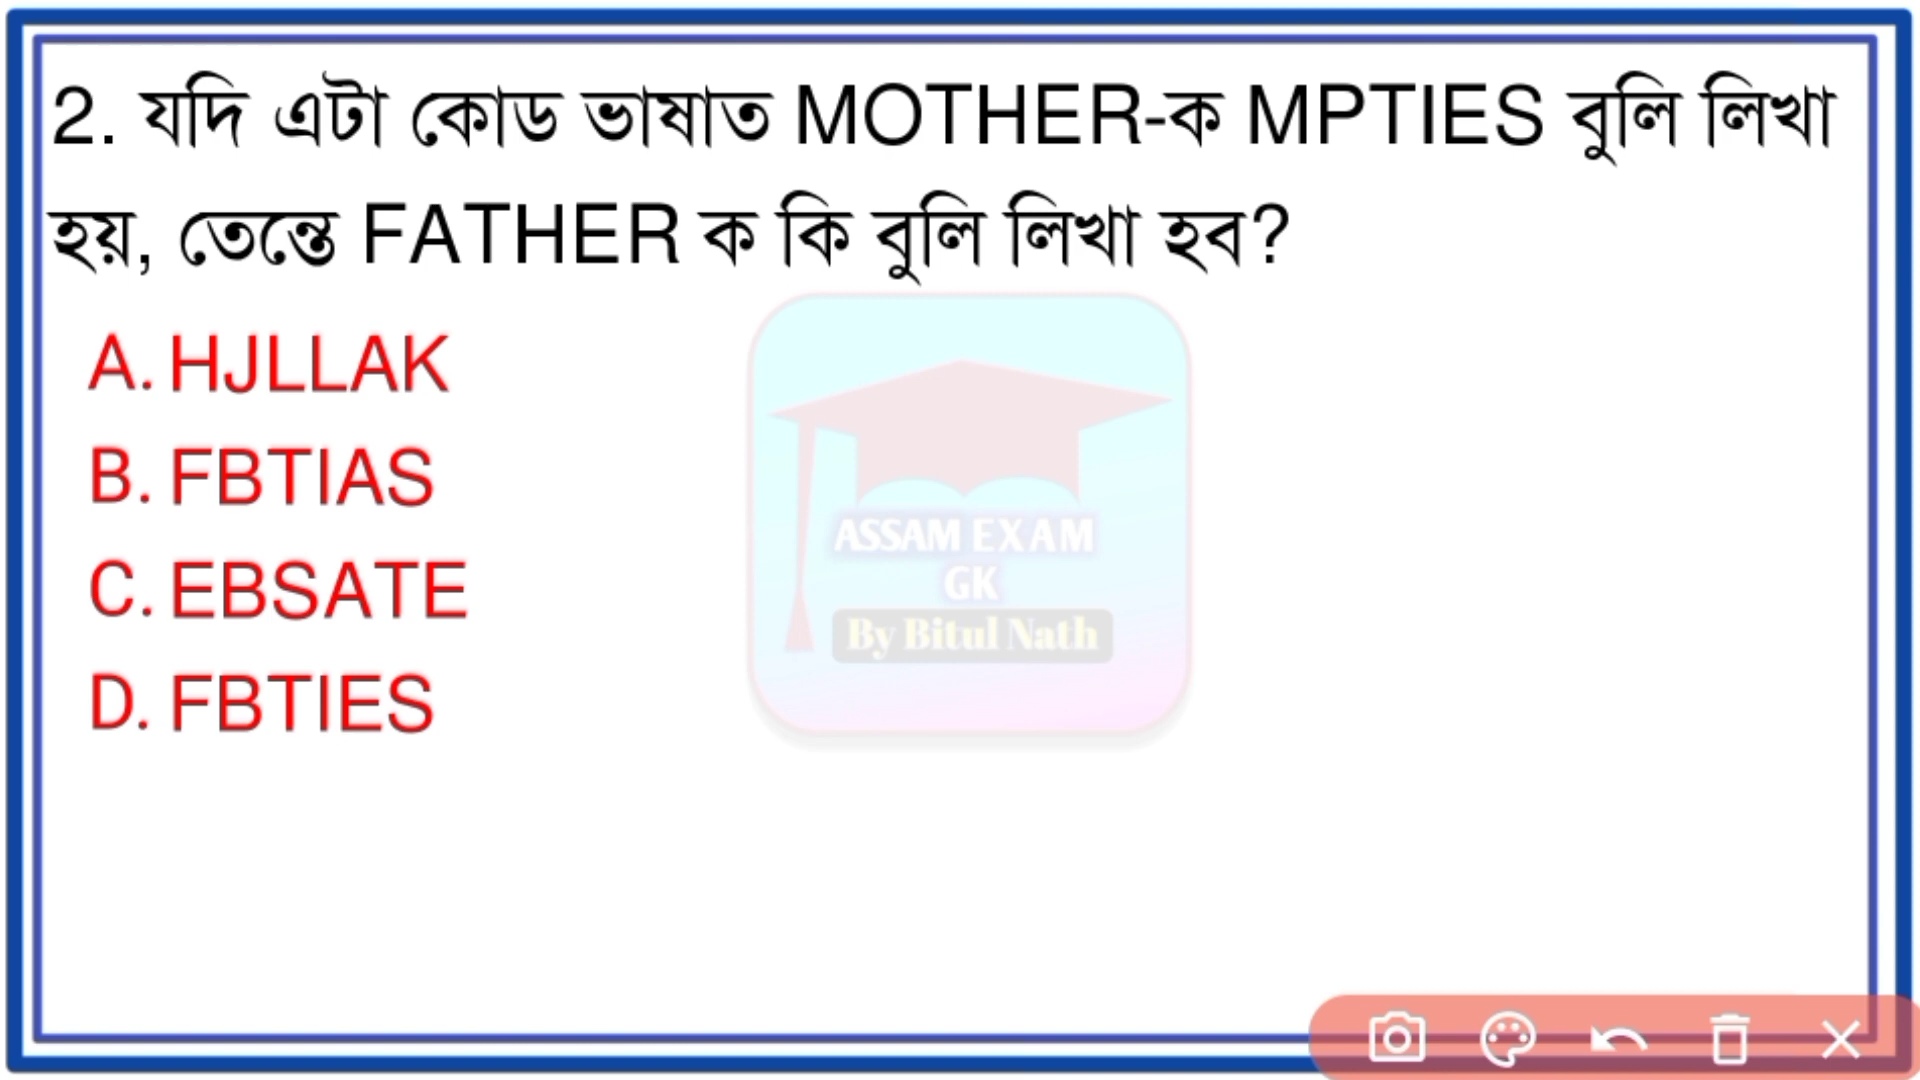 2. যদি এটা কোড ভাষাত MOTHER-ক MPTIES বুলি লিখা
হয়, তেন্তে FATHER ক কি বুলি লিখা হব?
A. HJLLAK
B. FBTIAS
C. EBSATE
D. FBTIES
ASSAM EXAM
GK
By Bitul Nath